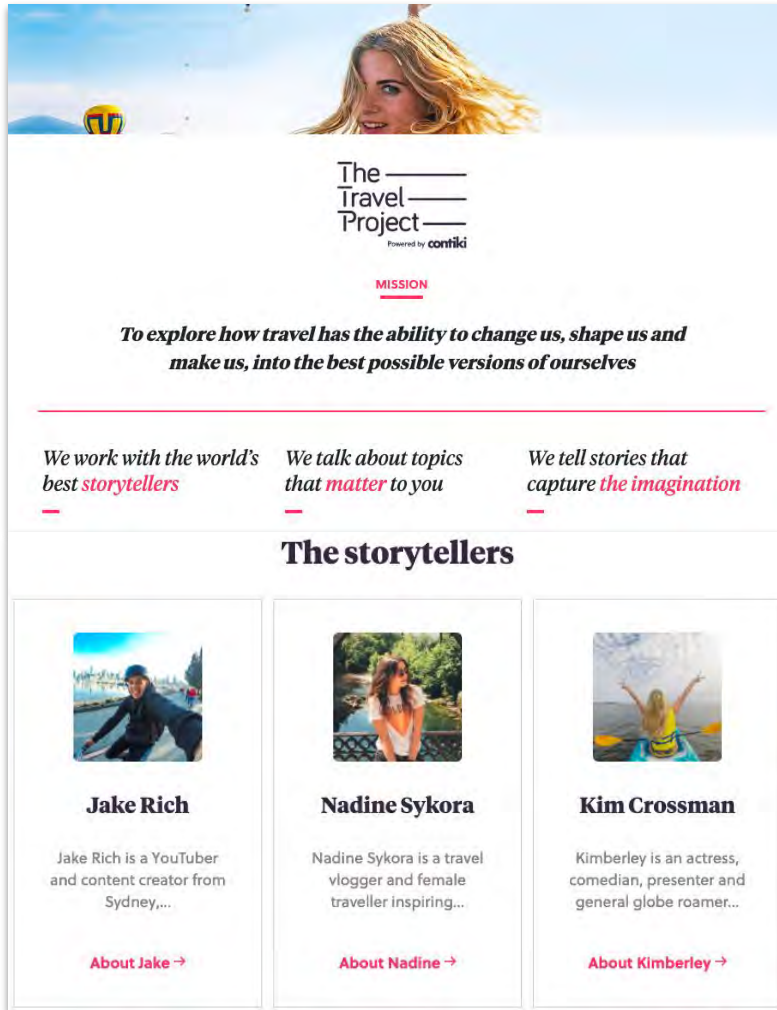 The
Travel
Project
Powered by contiki
MISSION
To explore how travel has the ability to change us, shape us and
make us, into the best possible versions of ourselves
We work with the world's
best storytellers
We talk about topics
that matter to you
We tell stories that
capture the imagination
The storytellers
Jake Rich
Jake Rich is a YouTuber
and content creator from
Sydney,...
About Jake →
Nadine Sykora
Nadine Sykora is a travel
vlogger and female
traveller inspiring...
About Nadine →
Kim Crossman
Kimberley is an actress,
comedian, presenter and
general globe roamer...
About Kimberley →